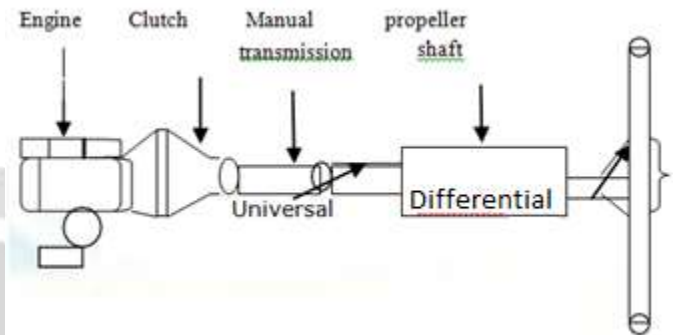 Engine Clutch Manual propeller
transmission shaft
Universal
Differential